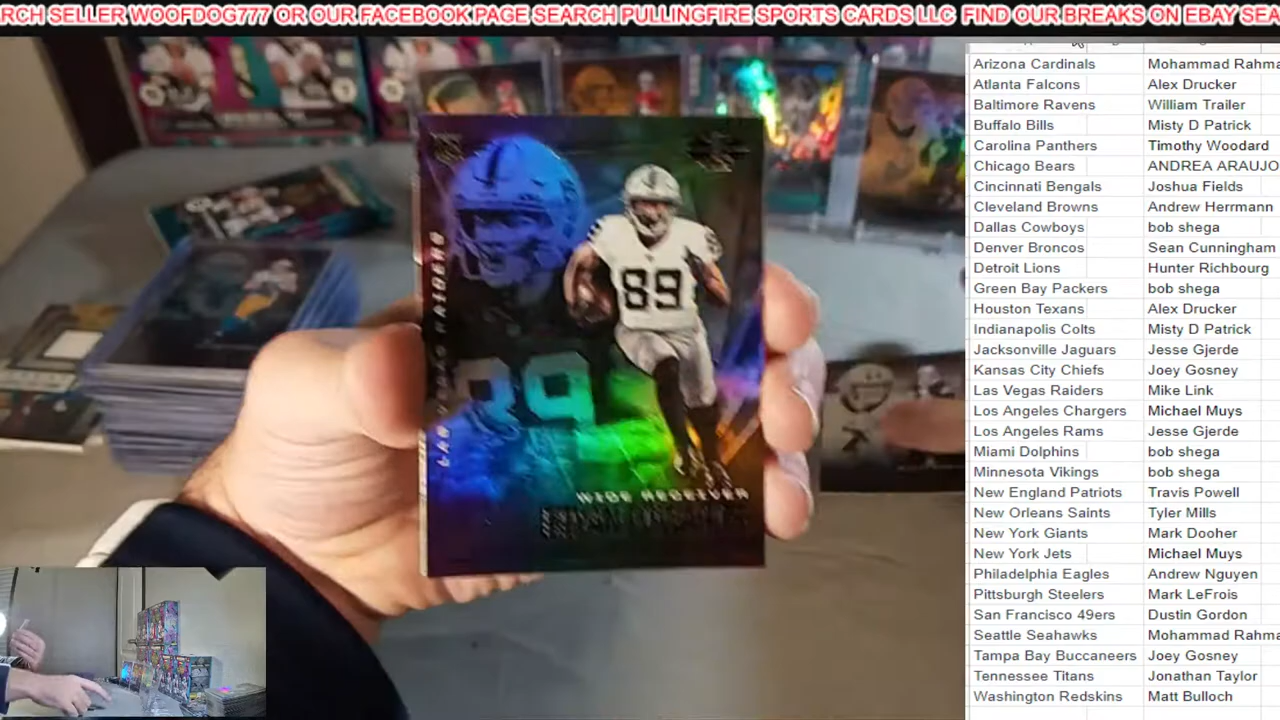 RCH SELLER WOOFDOG777 OR OUR FACEBOOK PAGE SEARCH PULLINGFIRE SPORTS CARDS LLC FIND OUR BREAKS ON EBAY SEA
Arizona Cardinals Mohammad Rahma
Atlanta Falcons Alex Drucker
Baltimore Ravens William Trailer
Buffalo Bills Misty D Patrick
Carolina Panthers Timothy Woodard
Chicago Bears ANDREA ARAUJO
Cincinnati Bengals Joshua Fields
Cleveland Browns Andrew Herrmann
Dallas Cowboys bob shega
Denver Broncos Sean Cunningham
Detroit Lions Hunter Richbourg
Green Bay Packers bob shega
Houston Texans Alex Drucker
Indianapolis Colts Misty D Patrick
Jacksonville Jaguars Jesse Gjerde
Kansas City Chiefs Joey Gosney
Las Vegas Raiders Mike Link
Los Angeles Chargers Michael Muys
Los Angeles Rams Jesse Gjerde
Miami Dolphins bob shega
Minnesota Vikings bob shega
New England Patriots Travis Powell
New Orleans Saints Tyler Mills
New York Giants Mark Dooher
New York Jets Michael Muys
Philadelphia Eagles Andrew Nguyen
Pittsburgh Steelers Mark LeFrois
San Francisco 49ers Dustin Gordon
Seattle Seahawks Mohammad Rahma
Tampa Bay Buccaneers Joey Gosney
Tennessee Titans Jonathan Taylor
Washington Redskins Matt Bulloch
LAS VEGAS RAIDERS
89
89
WIDE RECEIVER